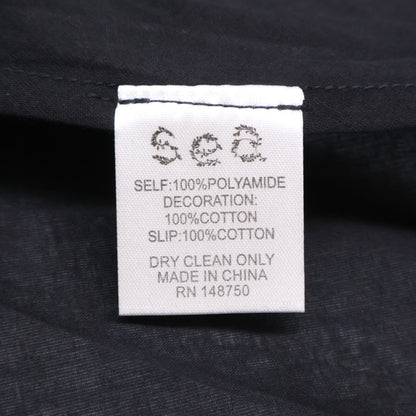 Sea
SELF:100%POLYAMIDE
DECORATION:
100%COTTON
SLIP:100%COTTON
DRY CLEAN ONLY
MADE IN CHINA
RN 148750